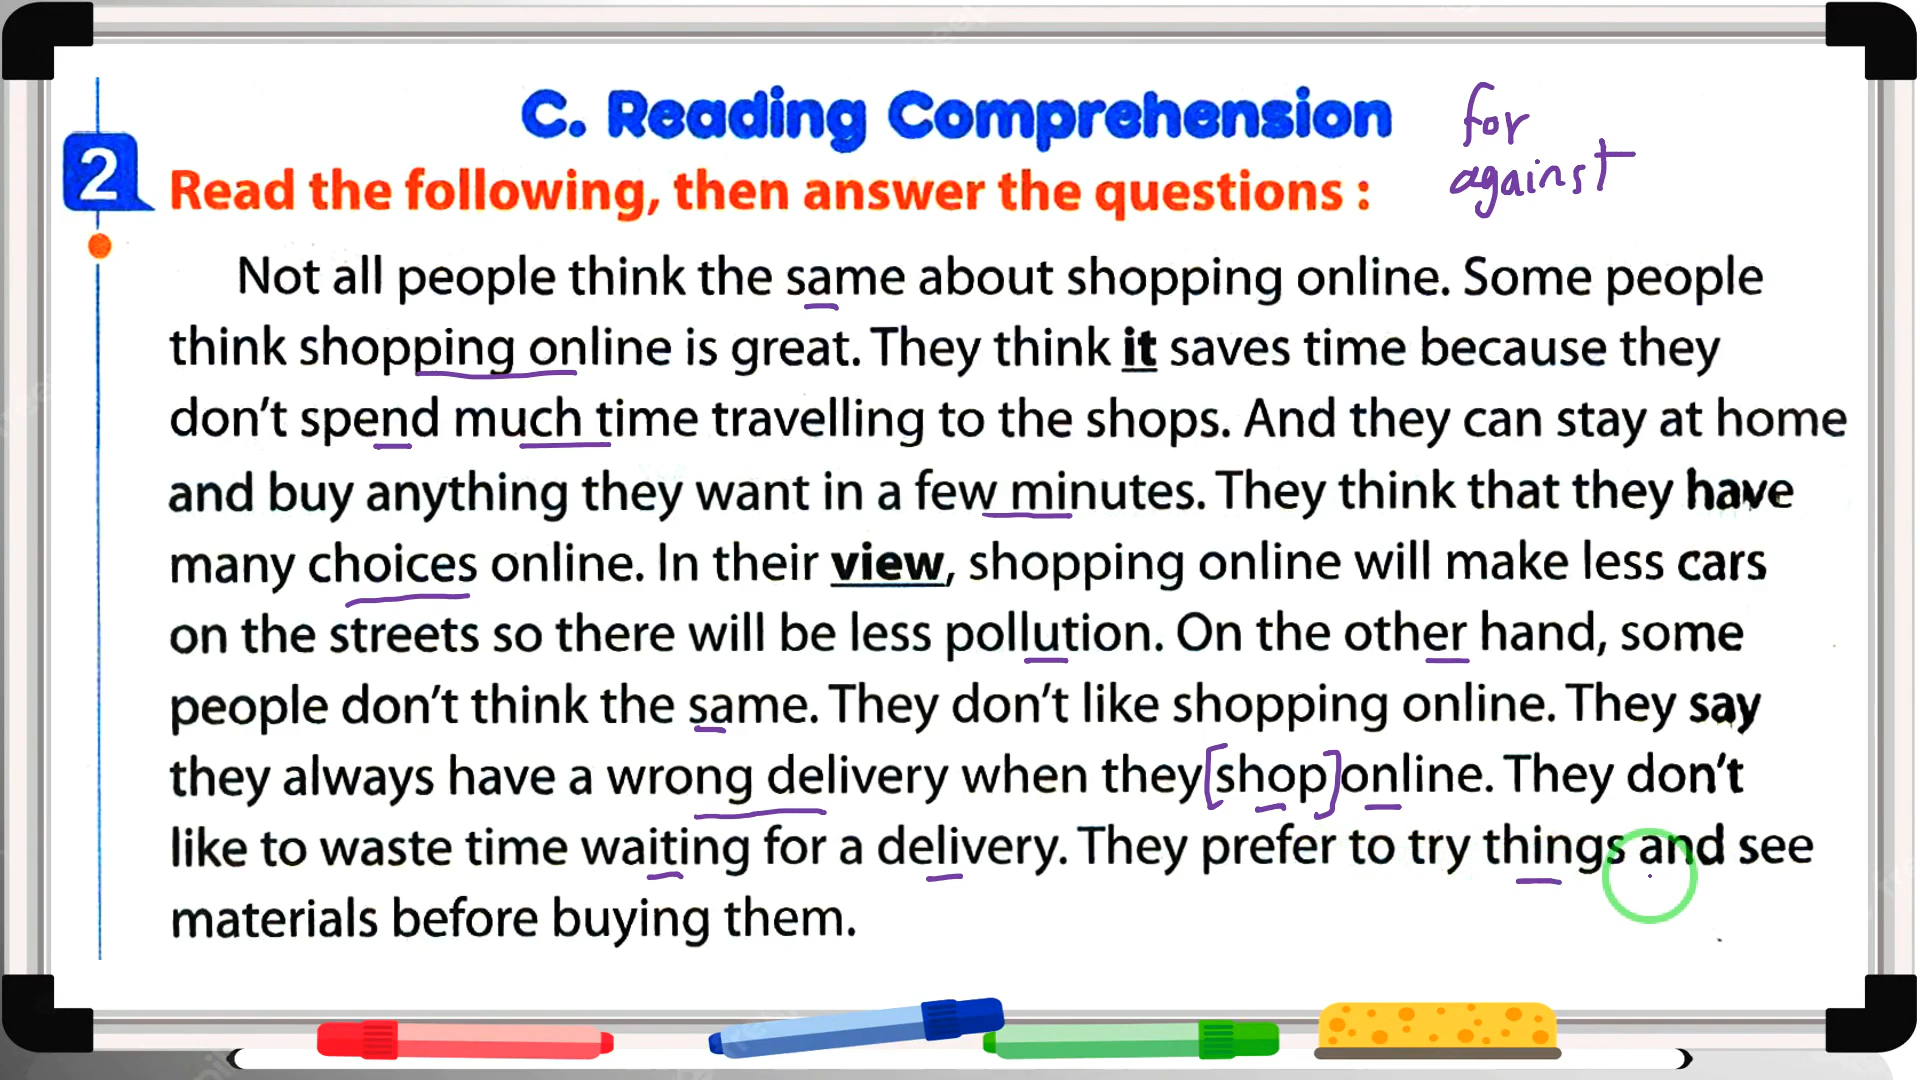 C. Reading Comprehension
for
against
2
Read the following, then answer the questions :
Not all people think the same about shopping online. Some people
think shopping online is great. They think it saves time because they
don't spend much time travelling to the shops. And they can stay at home
and buy anything they want in a few minutes. They think that they have
many choices online. In their view, shopping online will make less cars
on the streets so there will be less pollution. On the other hand, some
people don't think the same. They don't like shopping online. They say
they always have a wrong delivery when they [shop] online. They don't
like to waste time waiting for a delivery. They prefer to try things and see
materials before buying them.